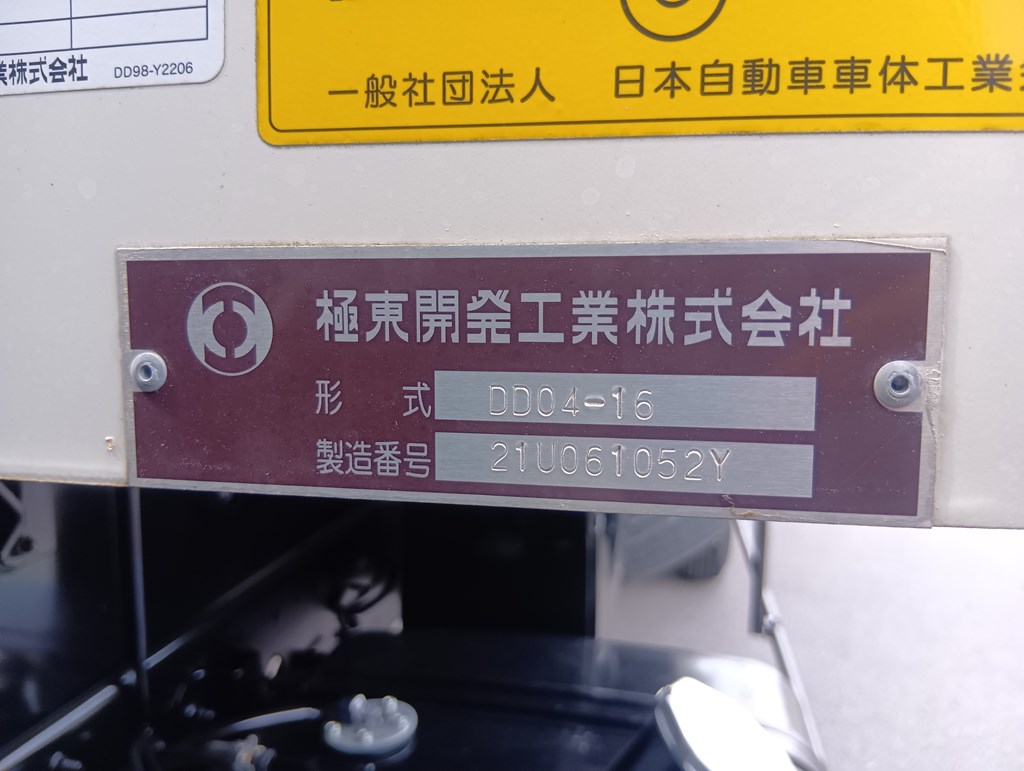 業株式会社 DD98-Y2206
一般社団法人 日本自動車車体工業
極東開発工業株式会社
形式 DD04-16
製造番号 21U061052Y